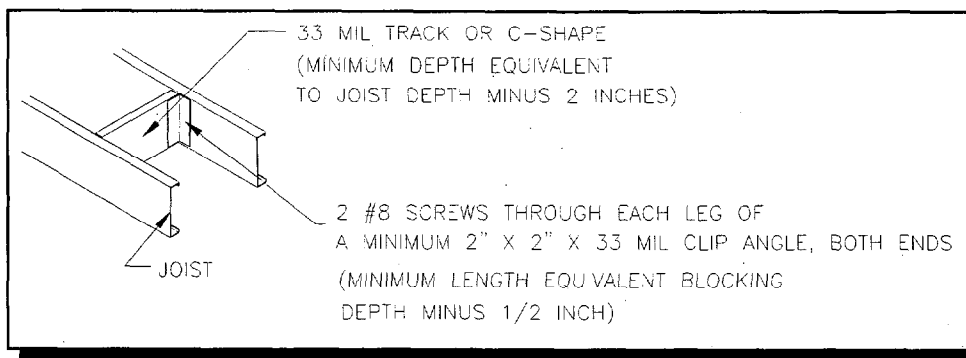 33 MIL TRACK OR C-SHAPE
(MINIMUM DEPTH EQUIVALENT
TO JOIST DEPTH MINUS 2 INCHES)
2 #8 SCREWS THROUGH EACH LEG OF
A MINIMUM 2" X 2" X 33 MIL CLIP ANGLE, BOTH ENDS
(MINIMUM LENGTH EQU VALENT BLOCKING
DEPTH MINUS 1/2 INCH)
JOIST